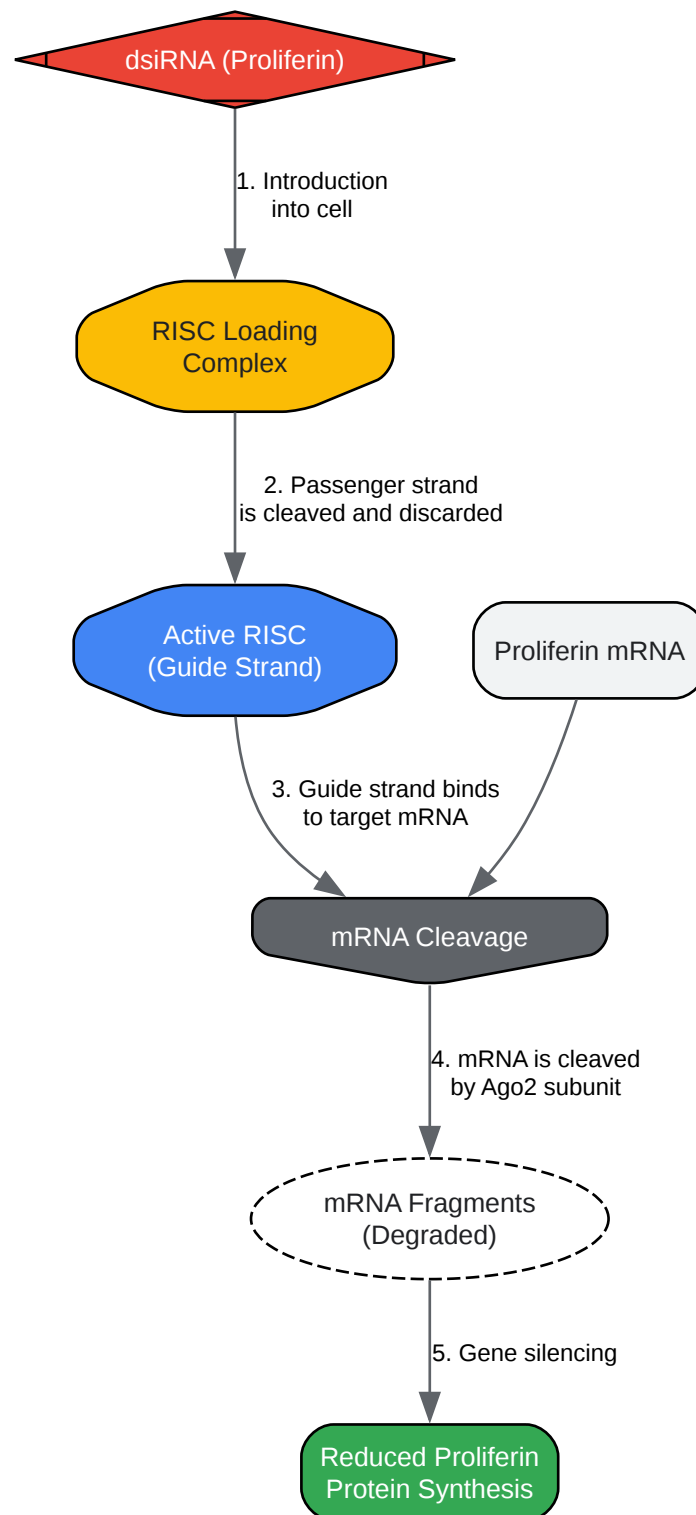 dsiRNA (Proliferin)
1. Introduction
into cell
RISC Loading
Complex
2. Passenger strand
is cleaved and discarded
Active RISC
(Guide Strand)
Proliferin mRNA
3. Guide strand binds
to target mRNA
mRNA Cleavage
4. mRNA is cleaved
by Ago2 subunit
mRNA Fragments
(Degraded)
5. Gene silencing
Reduced Proliferin
Protein Synthesis